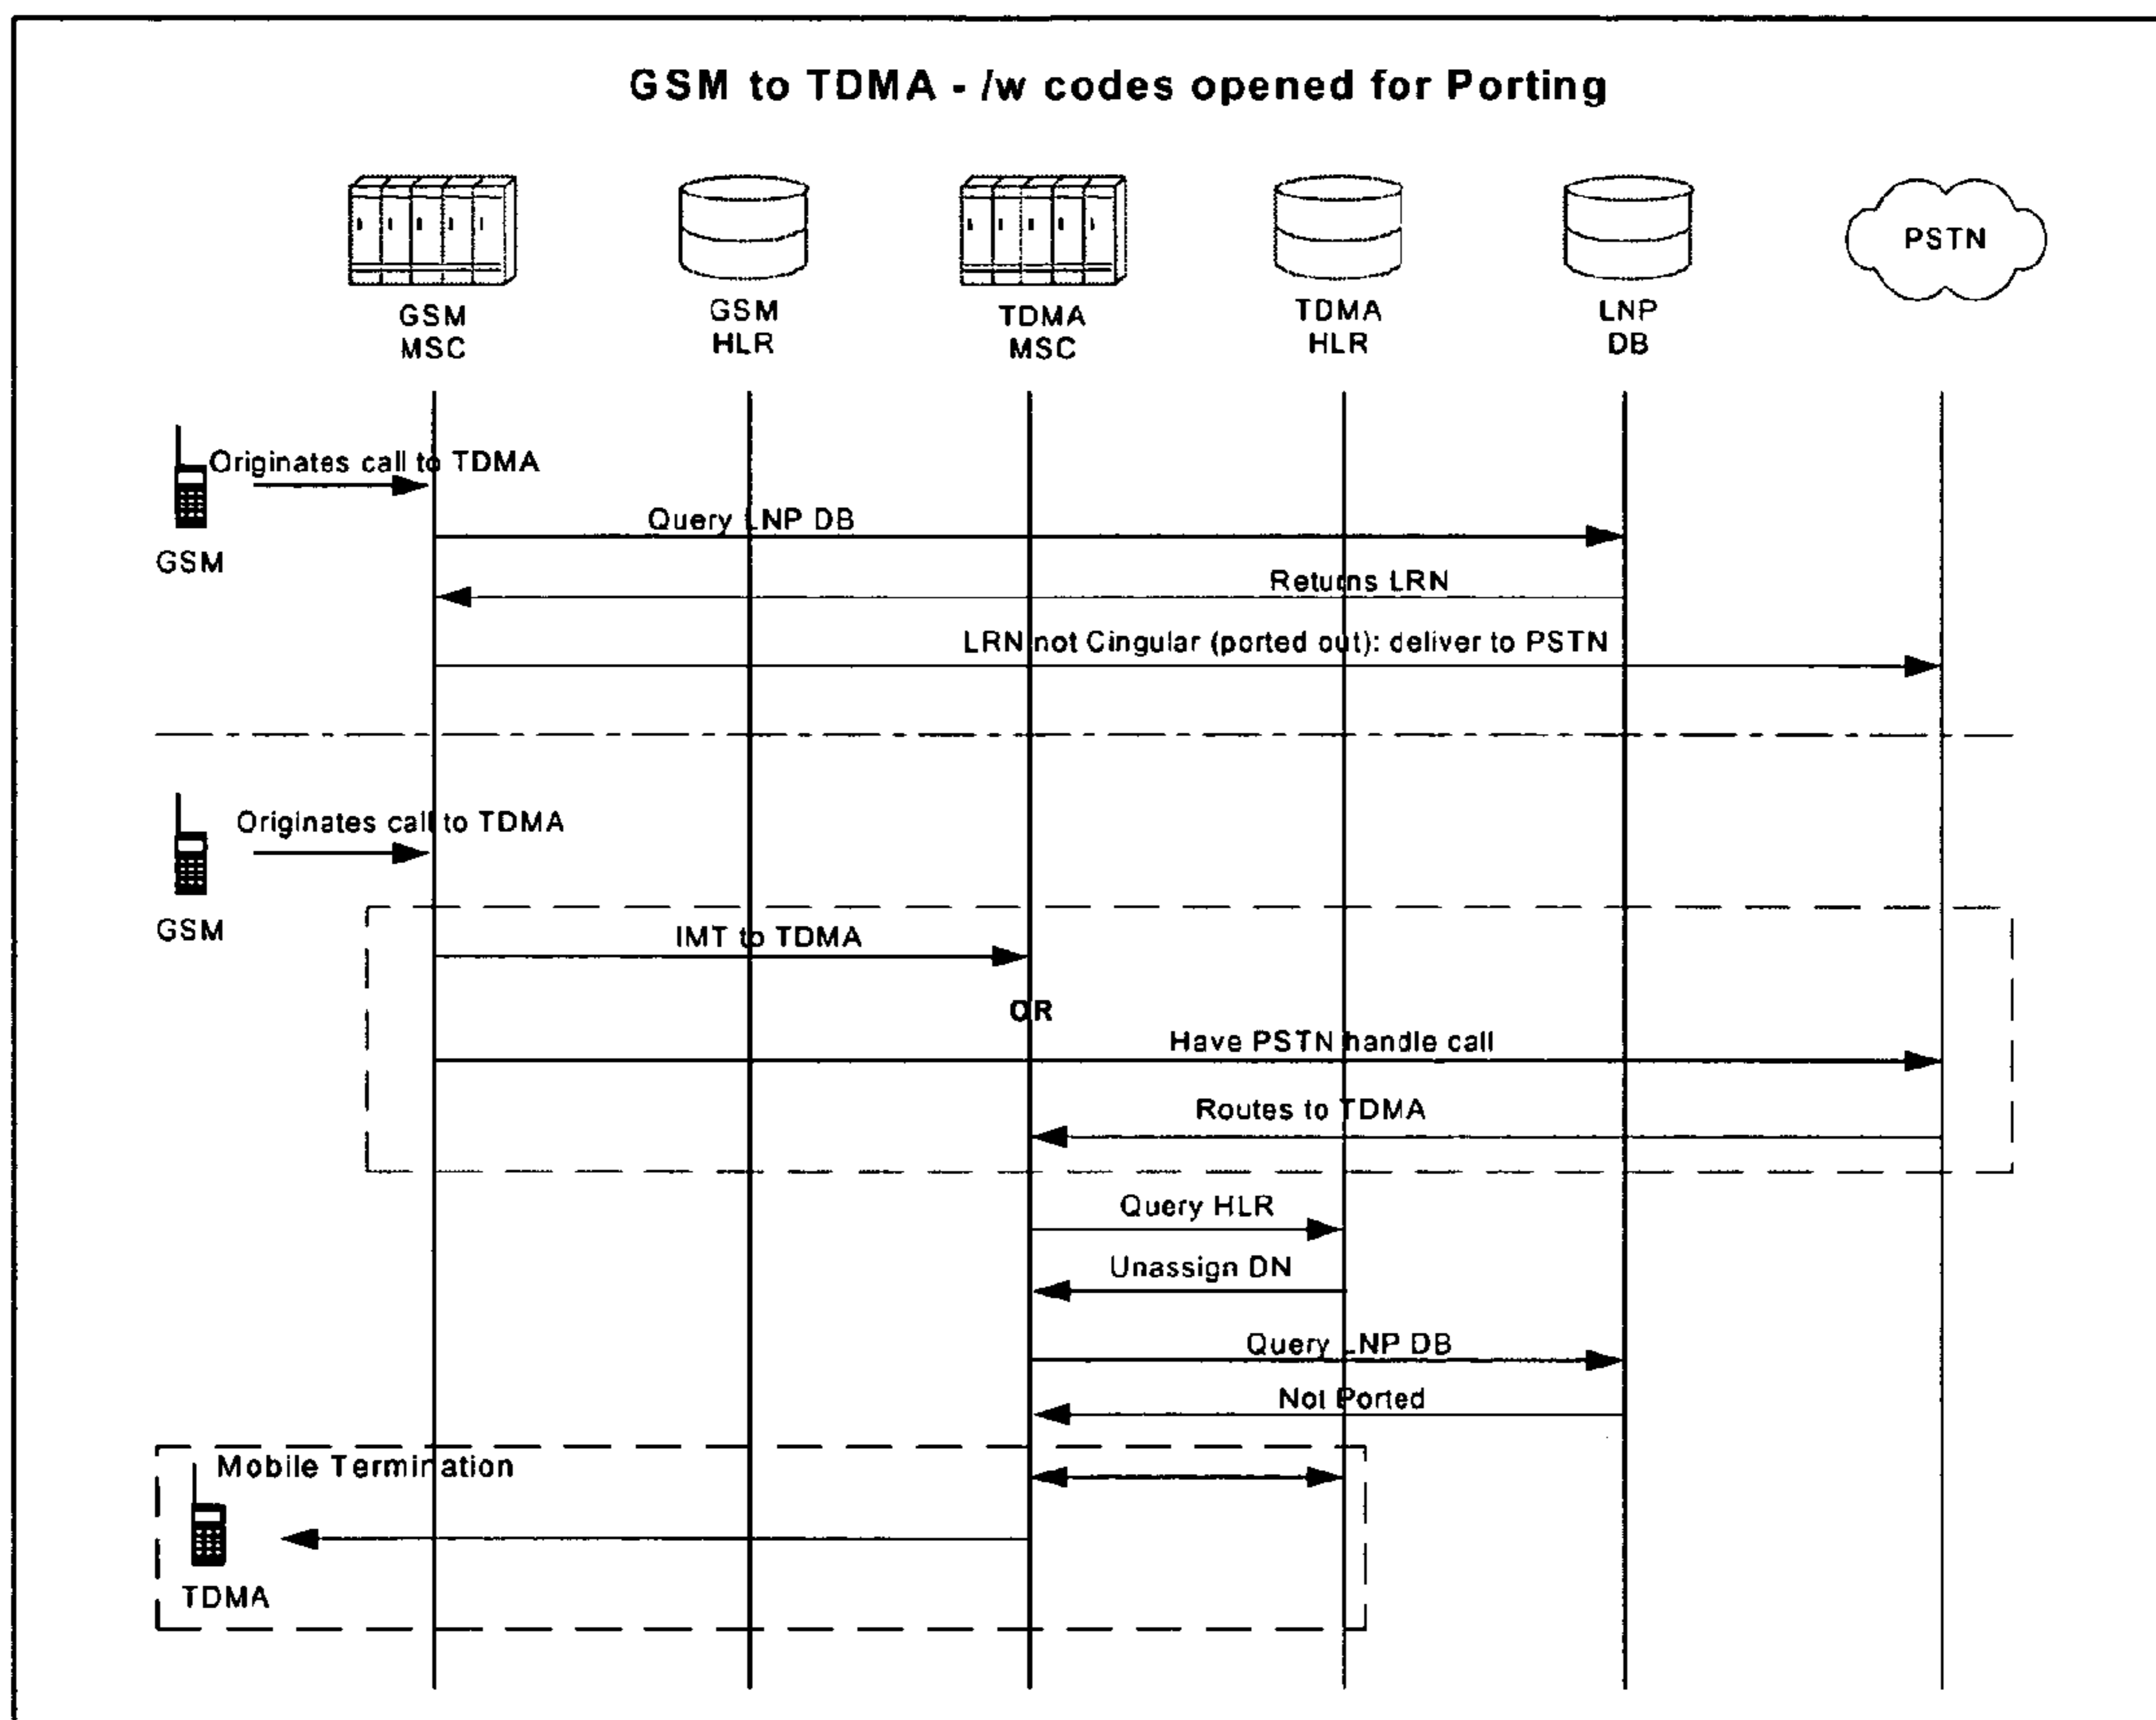 GSM to TDMA - /w codes opened for Porting
PSTN
GSM
MSC
GSM
HLR
TDMA
MSC
TDMA
HLR
LNP
DB
Originates call to TDMA
GSM
Query LNP DB
Returns LRN
LRN not Cingular (ported out): deliver to PSTN
Originates call to TDMA
GSM
IMT to TDMA
OR
Have PSTN handle call
Routes to TDMA
Query HLR
Unassign DN
Query LNP DB
Not Ported
Mobile Termination
TDMA